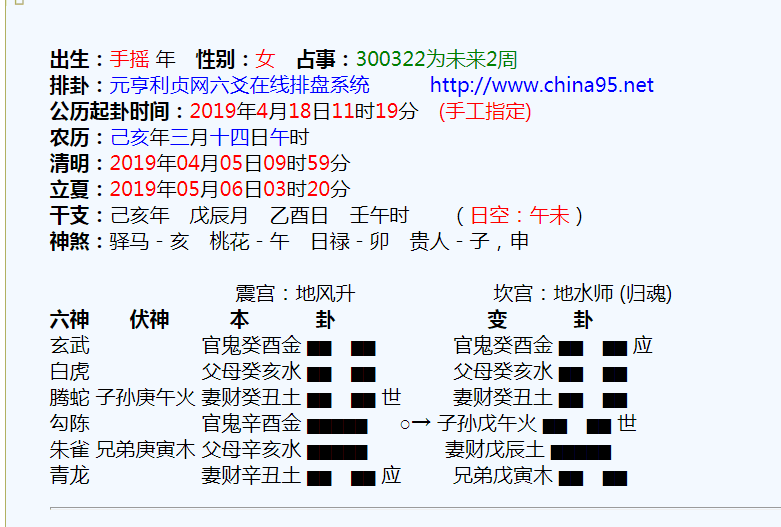 出生：手摇 年 性别：女 占事：300322为未来2周
排卦：元亨利贞网六爻在线排盘系统 http://www.china95.net
公历起卦时间：2019年4月18日11时19分 (手工指定)
农历：己亥年三月十四日午时
清明：2019年04月05日09时59分
立夏：2019年05月06日03时20分
干支：己亥年 戊辰月 乙酉日 壬午时 （日空：午未）
神煞：驿马－亥 桃花－午 日禄－卯 贵人－子，申
震宫：地风升 坎宫：地水师 (归魂)
六神 伏神 本 卦 变 卦
玄武 官鬼癸酉金 官鬼癸酉金 应
白虎 父母癸亥水 父母癸亥水
腾蛇 子孙庚午火 妻财癸丑土 世 妻财癸丑土
勾陈 官鬼辛酉金 ○→ 子孙戊午火 世
朱雀 兄弟庚寅木 父母辛亥水 妻财戊辰土
青龙 妻财辛丑土 应 兄弟戊寅木